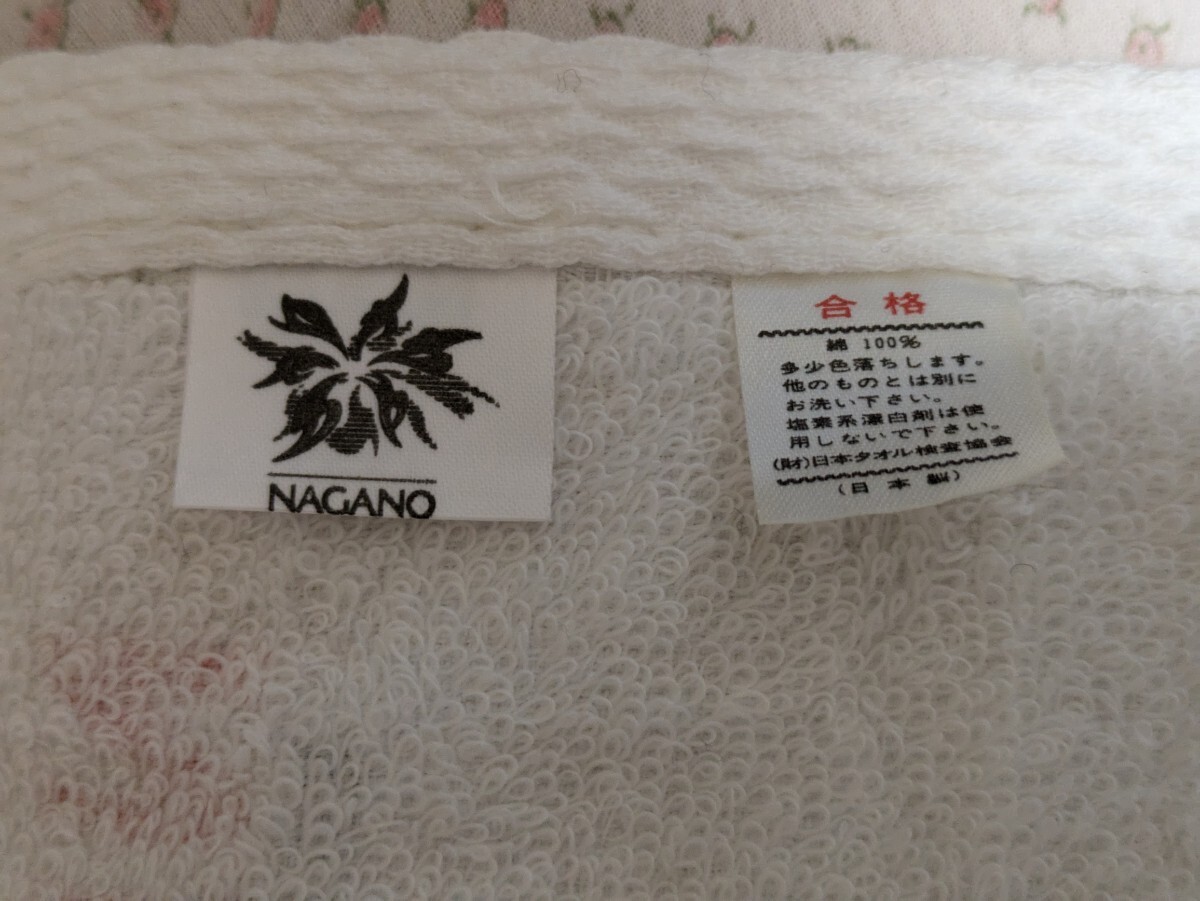 NAGANO
合格
綿 100%
多少色落ちします。
他のものとは別に
お洗い下さい。
塩素系漂白剤は使
用しないで下さい。
(財)日本タオル検査協会
(日本製)